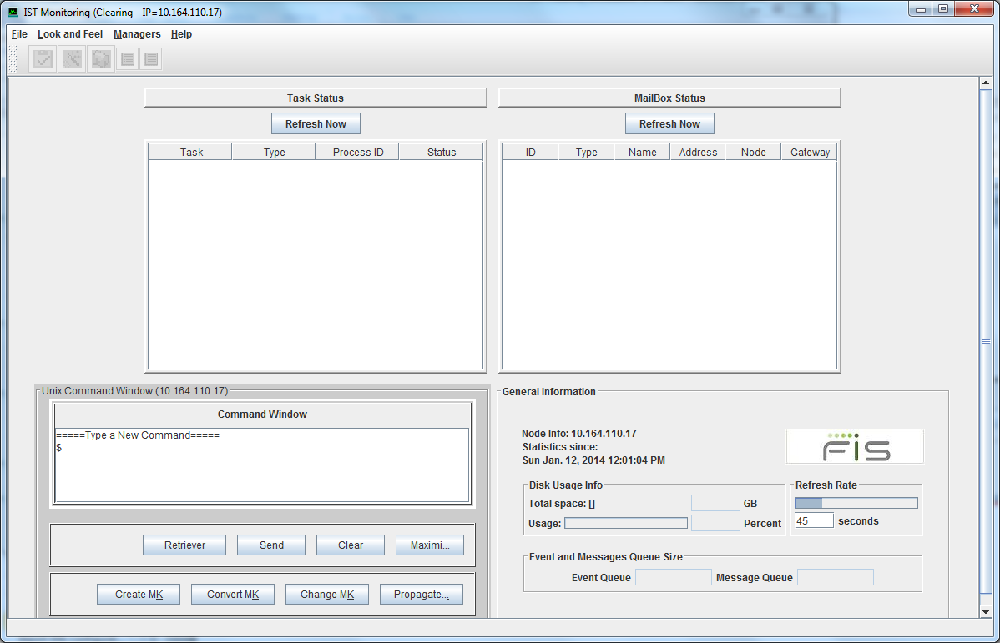 IST Monitoring (Clearing - IP=10.164.110.17)
File Look and Feel Managers Help
Task Status
MailBox Status
Refresh Now
Refresh Now
Task Type Process ID Status
ID Type Name Address Node Gateway
Unix Command Window (10.164.110.17)
Command Window
=====Type a New Command=====
$
Retriever Send Clear Maximi...
Create MK Convert MK Change MK Propagate...
General Information
Node Info: 10.164.110.17
Statistics since:
Sun Jan. 12, 2014 12:01:04 PM
FIS
Disk Usage Info
Total space: [] GB
Usage: Percent
Refresh Rate
45 seconds
Event and Messages Queue Size
Event Queue Message Queue